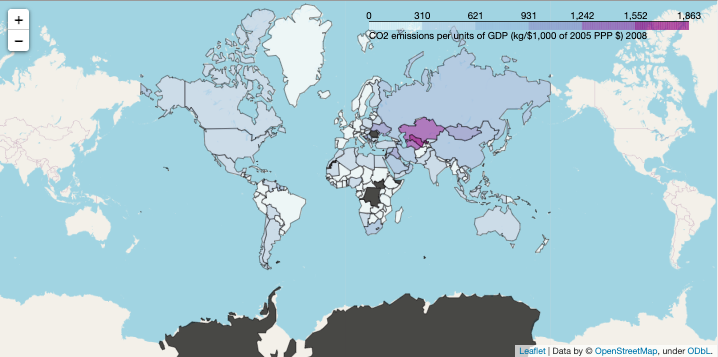 +
−
0 310 621 931 1,242 1,552 1,863
CO2 emissions per units of GDP (kg/$1,000 of 2005 PPP $) 2008
Leaflet | Data by © OpenStreetMap, under ODbL.